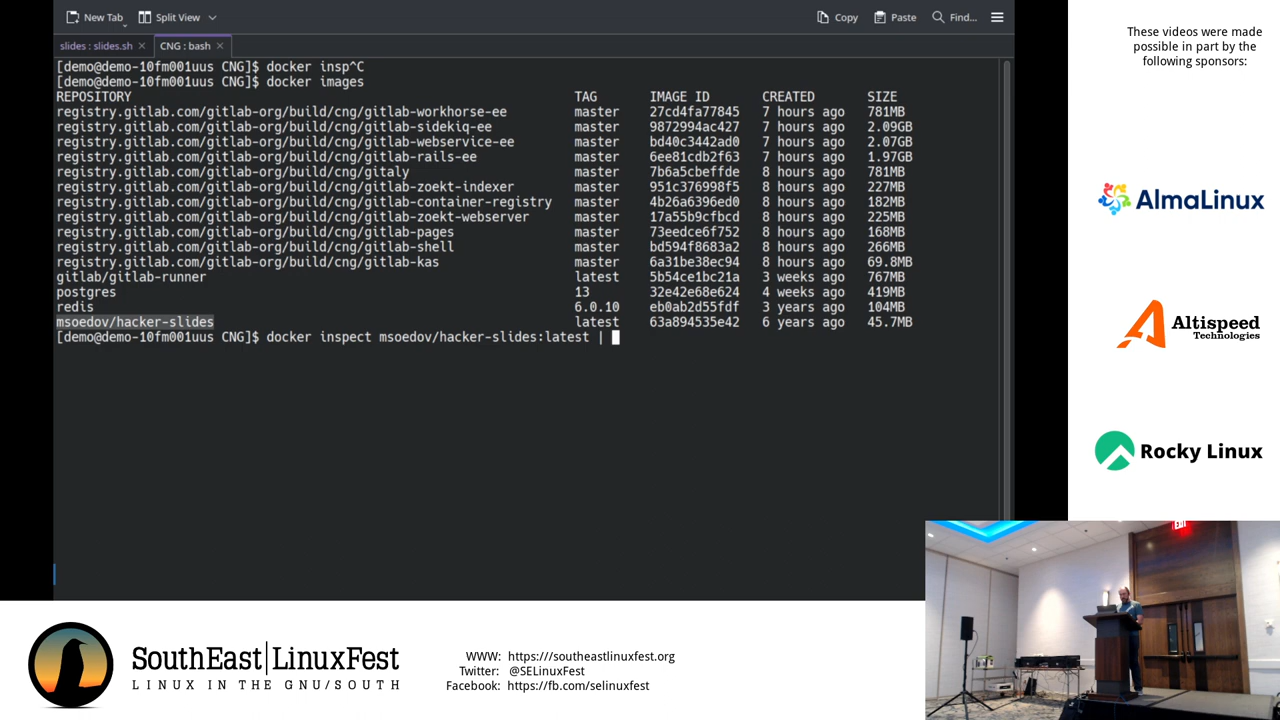 New Tab Split View Copy Paste Find...
slides : slides.sh CNG : bash
[demo@demo-10fm001uus CNG]$ docker insp^C
[demo@demo-10fm001uus CNG]$ docker images
REPOSITORY TAG IMAGE ID CREATED SIZE
registry.gitlab.com/gitlab-org/build/cng/gitlab-workhorse-ee master 27cd4fa77845 7 hours ago 781MB
registry.gitlab.com/gitlab-org/build/cng/gitlab-sidekiq-ee master 9872994ac427 7 hours ago 2.09GB
registry.gitlab.com/gitlab-org/build/cng/gitlab-webservice-ee master bd40c3442ad0 7 hours ago 2.07GB
registry.gitlab.com/gitlab-org/build/cng/gitlab-rails-ee master 6ee81cdb2f63 7 hours ago 1.97GB
registry.gitlab.com/gitlab-org/build/cng/gitaly master 7b6a5cbeffde 8 hours ago 781MB
registry.gitlab.com/gitlab-org/build/cng/gitlab-zoekt-indexer master 951c376998f5 8 hours ago 227MB
registry.gitlab.com/gitlab-org/build/cng/gitlab-container-registry master 4b26a6396ed0 8 hours ago 182MB
registry.gitlab.com/gitlab-org/build/cng/gitlab-zoekt-webserver master 17a55b9cfbcd 8 hours ago 225MB
registry.gitlab.com/gitlab-org/build/cng/gitlab-pages master 73eedce6f752 8 hours ago 168MB
registry.gitlab.com/gitlab-org/build/cng/gitlab-shell master bd594f8683a2 8 hours ago 266MB
registry.gitlab.com/gitlab-org/build/cng/gitlab-kas master 6a31be38ec94 8 hours ago 69.8MB
gitlab/gitlab-runner latest 5b54ce1bc21a 3 weeks ago 767MB
postgres 13 32e42e68e624 4 weeks ago 419MB
redis 6.0.10 eb0ab2d55fdf 3 years ago 104MB
msoedov/hacker-slides latest 63a894535e42 6 years ago 45.7MB
[demo@demo-10fm001uus CNG]$ docker inspect msoedov/hacker-slides:latest |
These videos were made
possible in part by the
following sponsors:
AlmaLinux
Altispeed
Technologies
Rocky Linux
EXIT
SouthEast LinuxFest
LINUX IN THE GNU/SOUTH
WWW: https:///southeastlinuxfest.org
Twitter: @SELinuxFest
Facebook: https://fb.com/selinuxfest